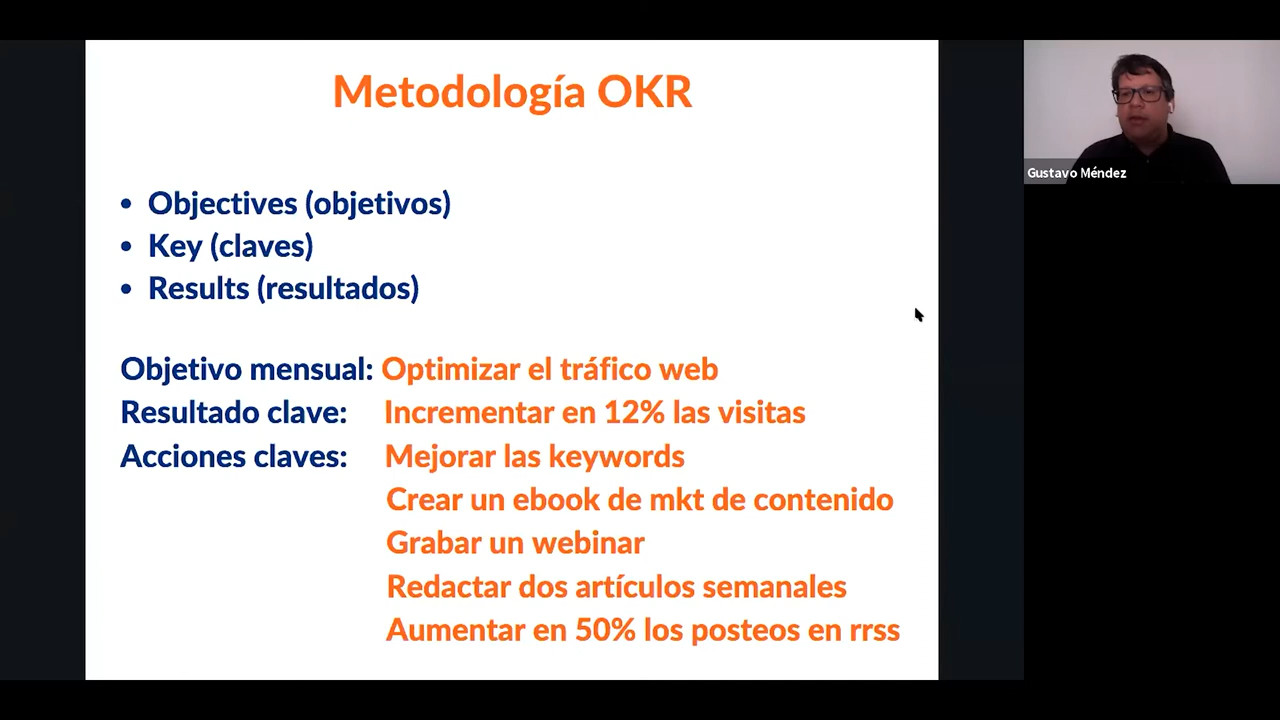 Metodología OKR
• Objectives (objetivos)
• Key (claves)
• Results (resultados)
Objetivo mensual: Optimizar el tráfico web
Resultado clave: Incrementar en 12% las visitas
Acciones claves: Mejorar las keywords
Crear un ebook de mkt de contenido
Grabar un webinar
Redactar dos artículos semanales
Aumentar en 50% los posteos en rrss
Gustavo Méndez